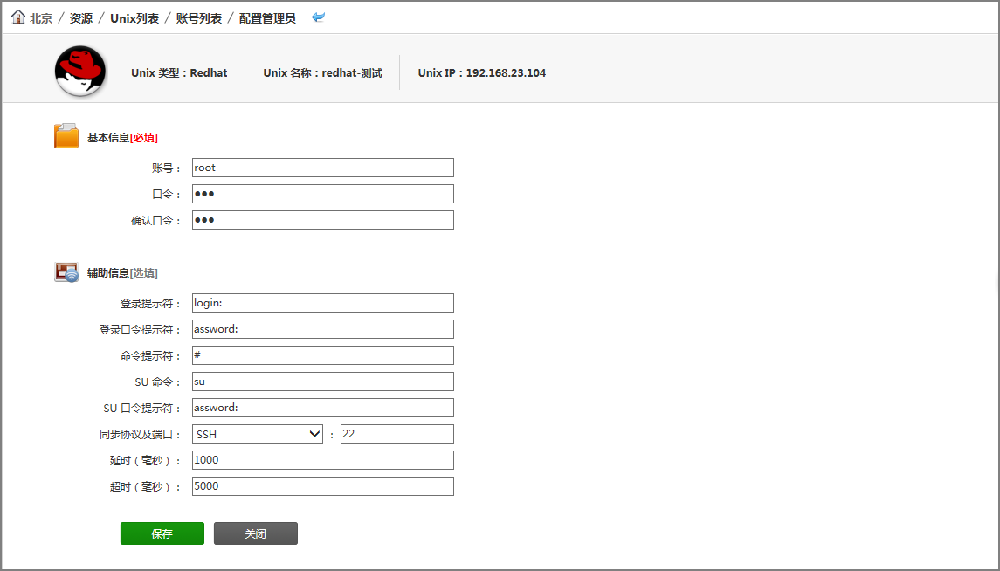 北京 / 资源 / Unix列表 / 账号列表 / 配置管理员
Unix 类型：Redhat Unix 名称：redhat-测试 Unix IP：192.168.23.104
基本信息[必填]
账号： root
口令： ●●●
确认口令： ●●●
辅助信息[选填]
登录提示符： login:
登录口令提示符： assword:
命令提示符： #
SU 命令： su -
SU 口令提示符： assword:
同步协议及端口： SSH : 22
延时（毫秒）： 1000
超时（毫秒）： 5000
保存 关闭